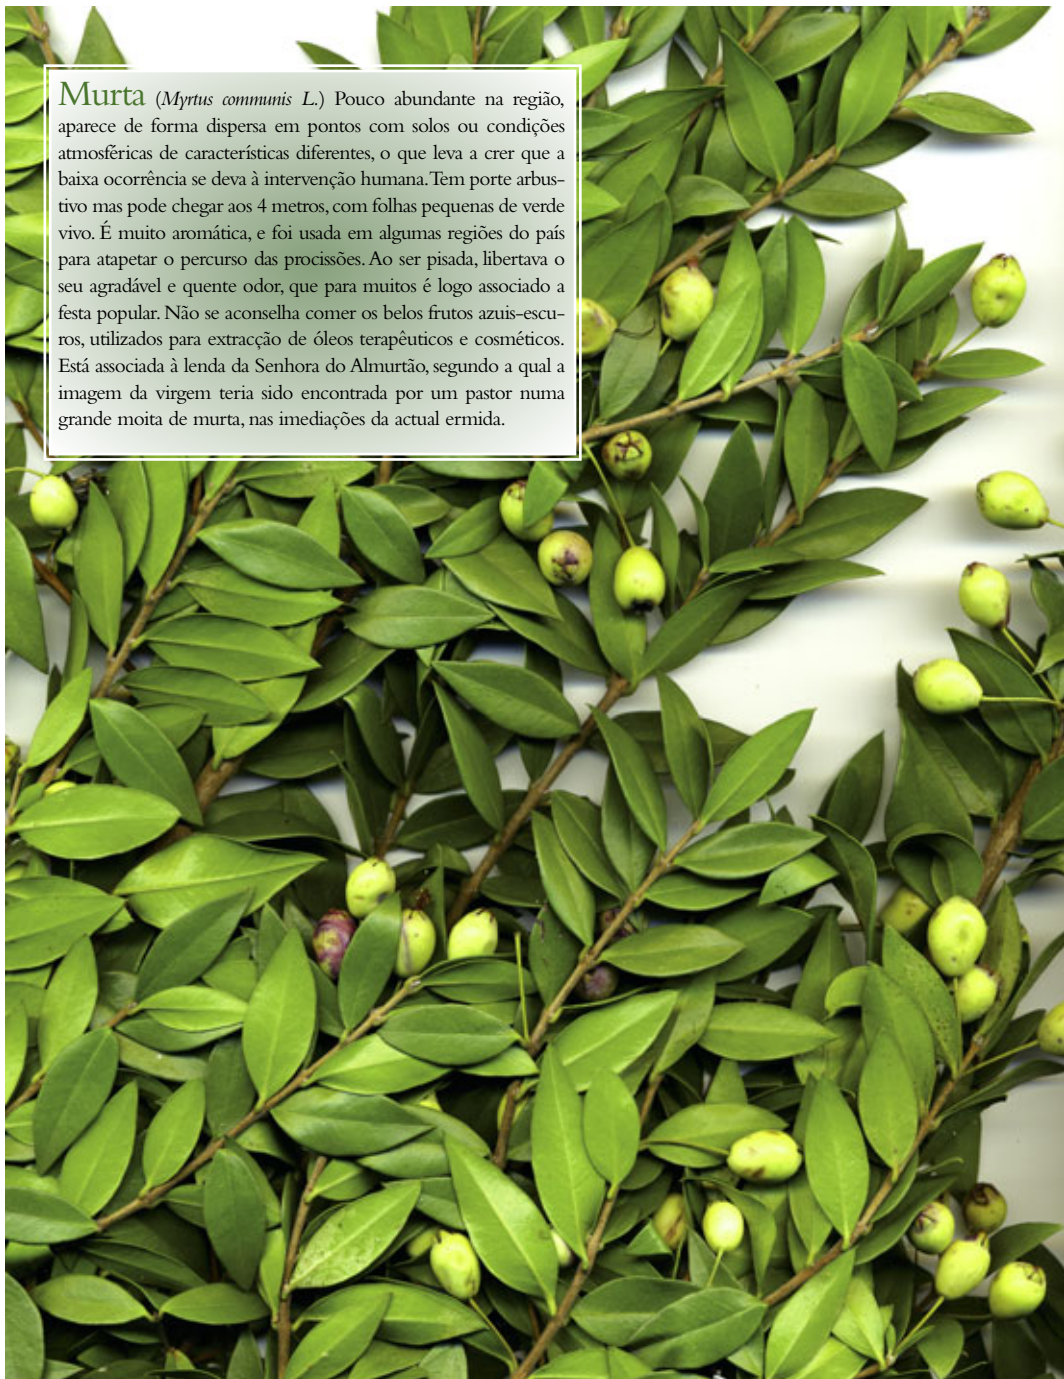 Murta (Myrtus communis L.) Pouco abundante na região,
aparece de forma dispersa em pontos com solos ou condições
atmosféricas de características diferentes, o que leva a crer que a
baixa ocorrência se deva à intervenção humana. Tem porte arbus-
tivo mas pode chegar aos 4 metros, com folhas pequenas de verde
vivo. É muito aromática, e foi usada em algumas regiões do país
para atapetar o percurso das procissões. Ao ser pisada, libertava o
seu agradável e quente odor, que para muitos é logo associado a
festa popular. Não se aconselha comer os belos frutos azuis-escu-
ros, utilizados para extracção de óleos terapêuticos e cosméticos.
Está associada à lenda da Senhora do Almurtão, segundo a qual a
imagem da virgem teria sido encontrada por um pastor numa
grande moita de murta, nas imediações da actual ermida.